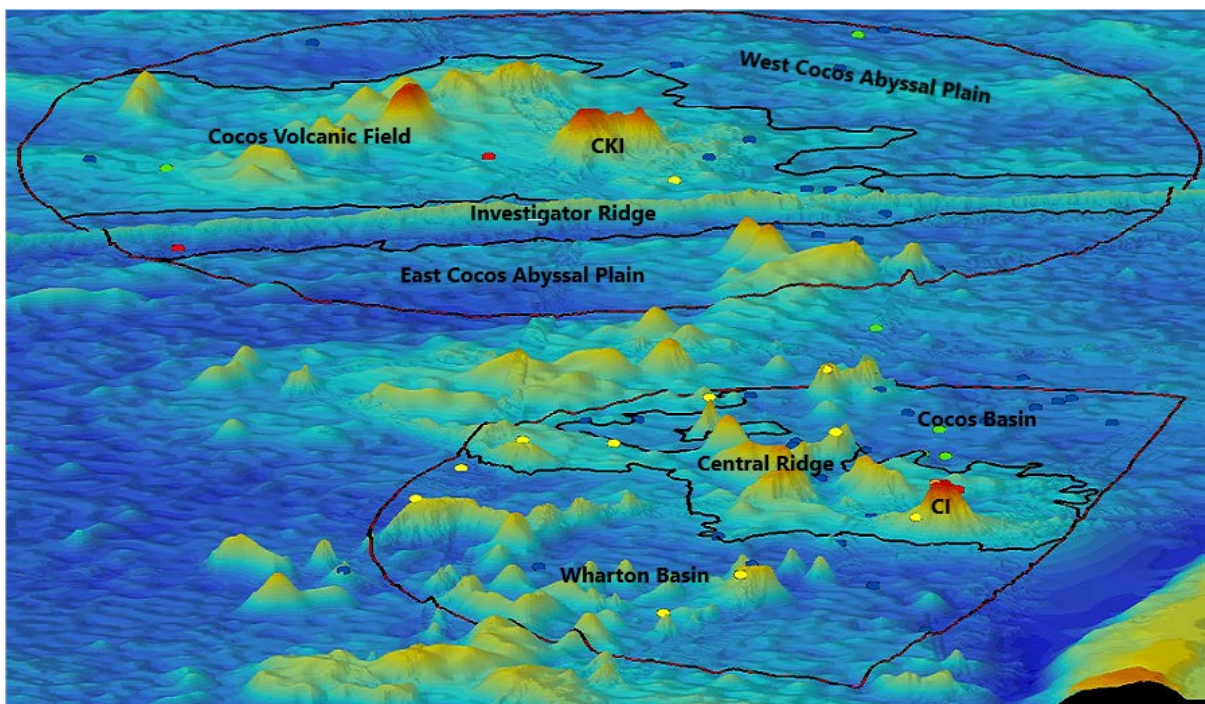 West Cocos Abyssal Plain
Cocos Volcanic Field
CKI
Investigator Ridge
East Cocos Abyssal Plain
Cocos Basin
Central Ridge
CI
Wharton Basin